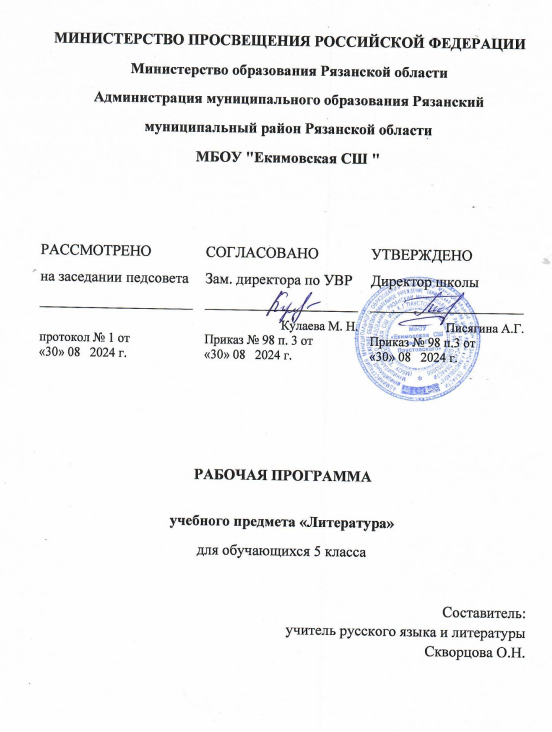 МИНИСТЕРСТВО ПРОСВЕЩЕНИЯ РОССИЙСКОЙ ФЕДЕРАЦИИ
Министерство образования Рязанской области
Администрация муниципального образования Рязанский
муниципальный район Рязанской области
МБОУ "Екимовская СШ "
РАССМОТРЕНО
на заседании педсовета
протокол № 1 от
«30» 08 2024 г.
СОГЛАСОВАНО
Зам. директора по УВР
Кулаева М. Н.
Приказ № 98 п. 3 от
«30» 08 2024 г.
УТВЕРЖДЕНО
Директор школы
Писягина А.Г.
Приказ № 98 п.3 от
«30» 08 2024 г.
МБОУ
РАБОЧАЯ ПРОГРАММА
учебного предмета «Литература»
для обучающихся 5 класса
Составитель:
учитель русского языка и литературы
Скворцова О.Н.